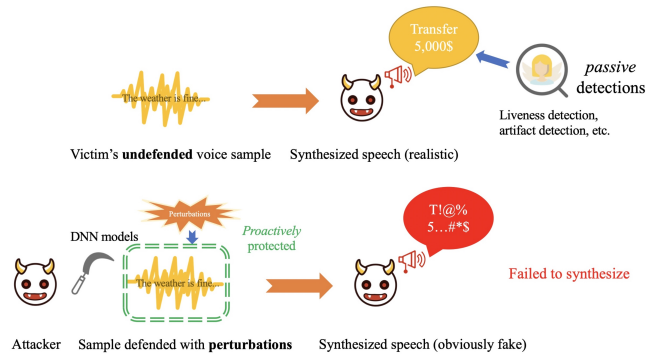 Transfer
5,000$
passive
detections
The weather is fine...
Liveness detection,
artifact detection, etc.
Victim's undefended voice sample
Synthesized speech (realistic)
Perturbations
T!@%
5…#*$
DNN models
Proactively
protected
The weather is fine...
Failed to synthesize
Attacker
Sample defended with perturbations
Synthesized speech (obviously fake)